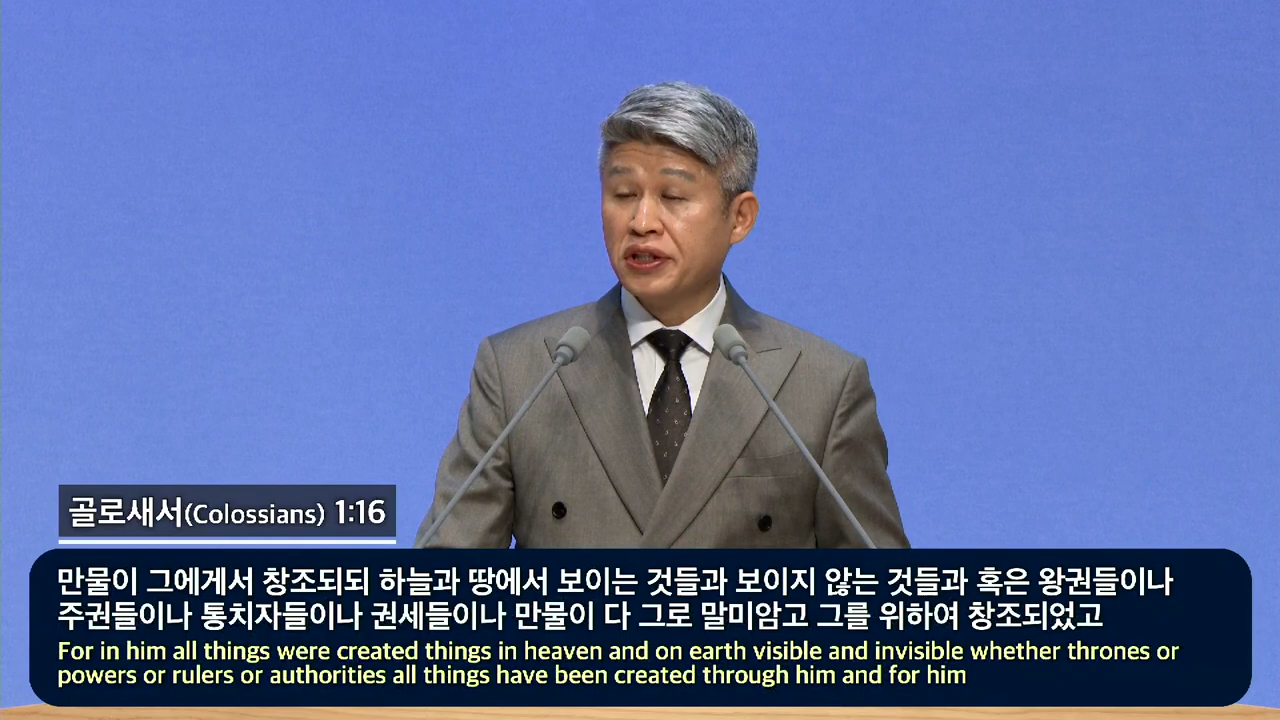 골로새서(Colossians) 1:16
만물이 그에게서 창조되되 하늘과 땅에서 보이는 것들과 보이지 않는 것들과 혹은 왕권들이나
주권들이나 통치자들이나 권세들이나 만물이 다 그로 말미암고 그를 위하여 창조되었고
For in him all things were created things in heaven and on earth visible and invisible whether thrones or
powers or rulers or authorities all things have been created through him and for him